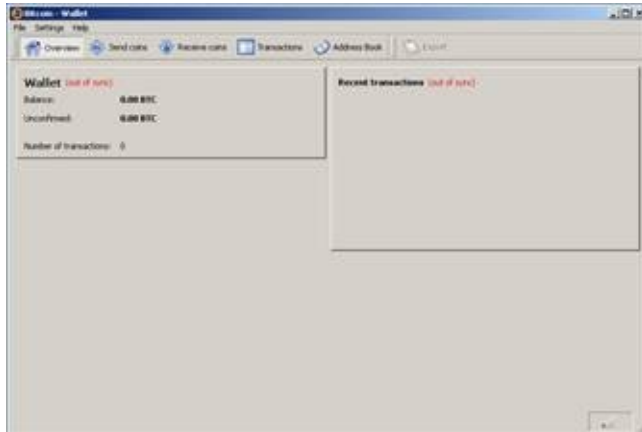 Bitcoin - Wallet
File Settings Help
Overview Send coins Receive coins Transactions Address Book Export
Wallet (out of sync)
Balance: 0.00 BTC
Unconfirmed: 0.00 BTC
Number of transactions: 0
Recent transactions (out of sync)